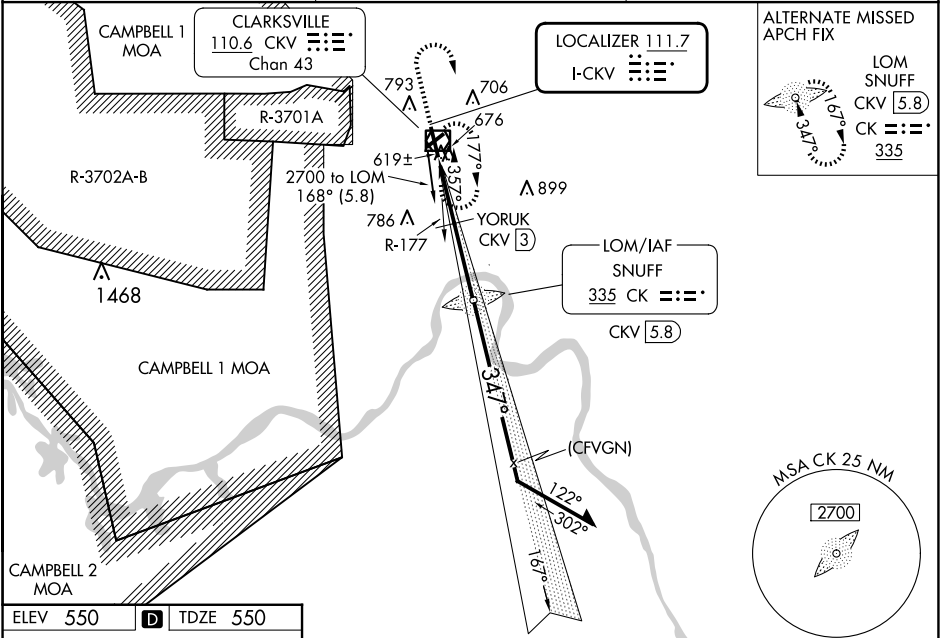 CAMPBELL 1
MOA
CLARKSVILLE
110.6 CKV
Chan 43
LOCALIZER 111.7
I-CKV
ALTERNATE MISSED
APCH FIX
LOM
SNUFF
CKV 5.8
CK
335
347°
167°
793
706
676
R-3701A
R-3702A-B
619±
2700 to LOM
168° (5.8)
177°
357°
899
786
R-177
YORUK
CKV 3
LOM/IAF
SNUFF
335 CK
CKV 5.8
1468
CAMPBELL 1 MOA
347°
(CFVGN)
122°
302°
167°
MSA CK 25 NM
2700
CAMPBELL 2
MOA
ELEV 550 D TDZE 550